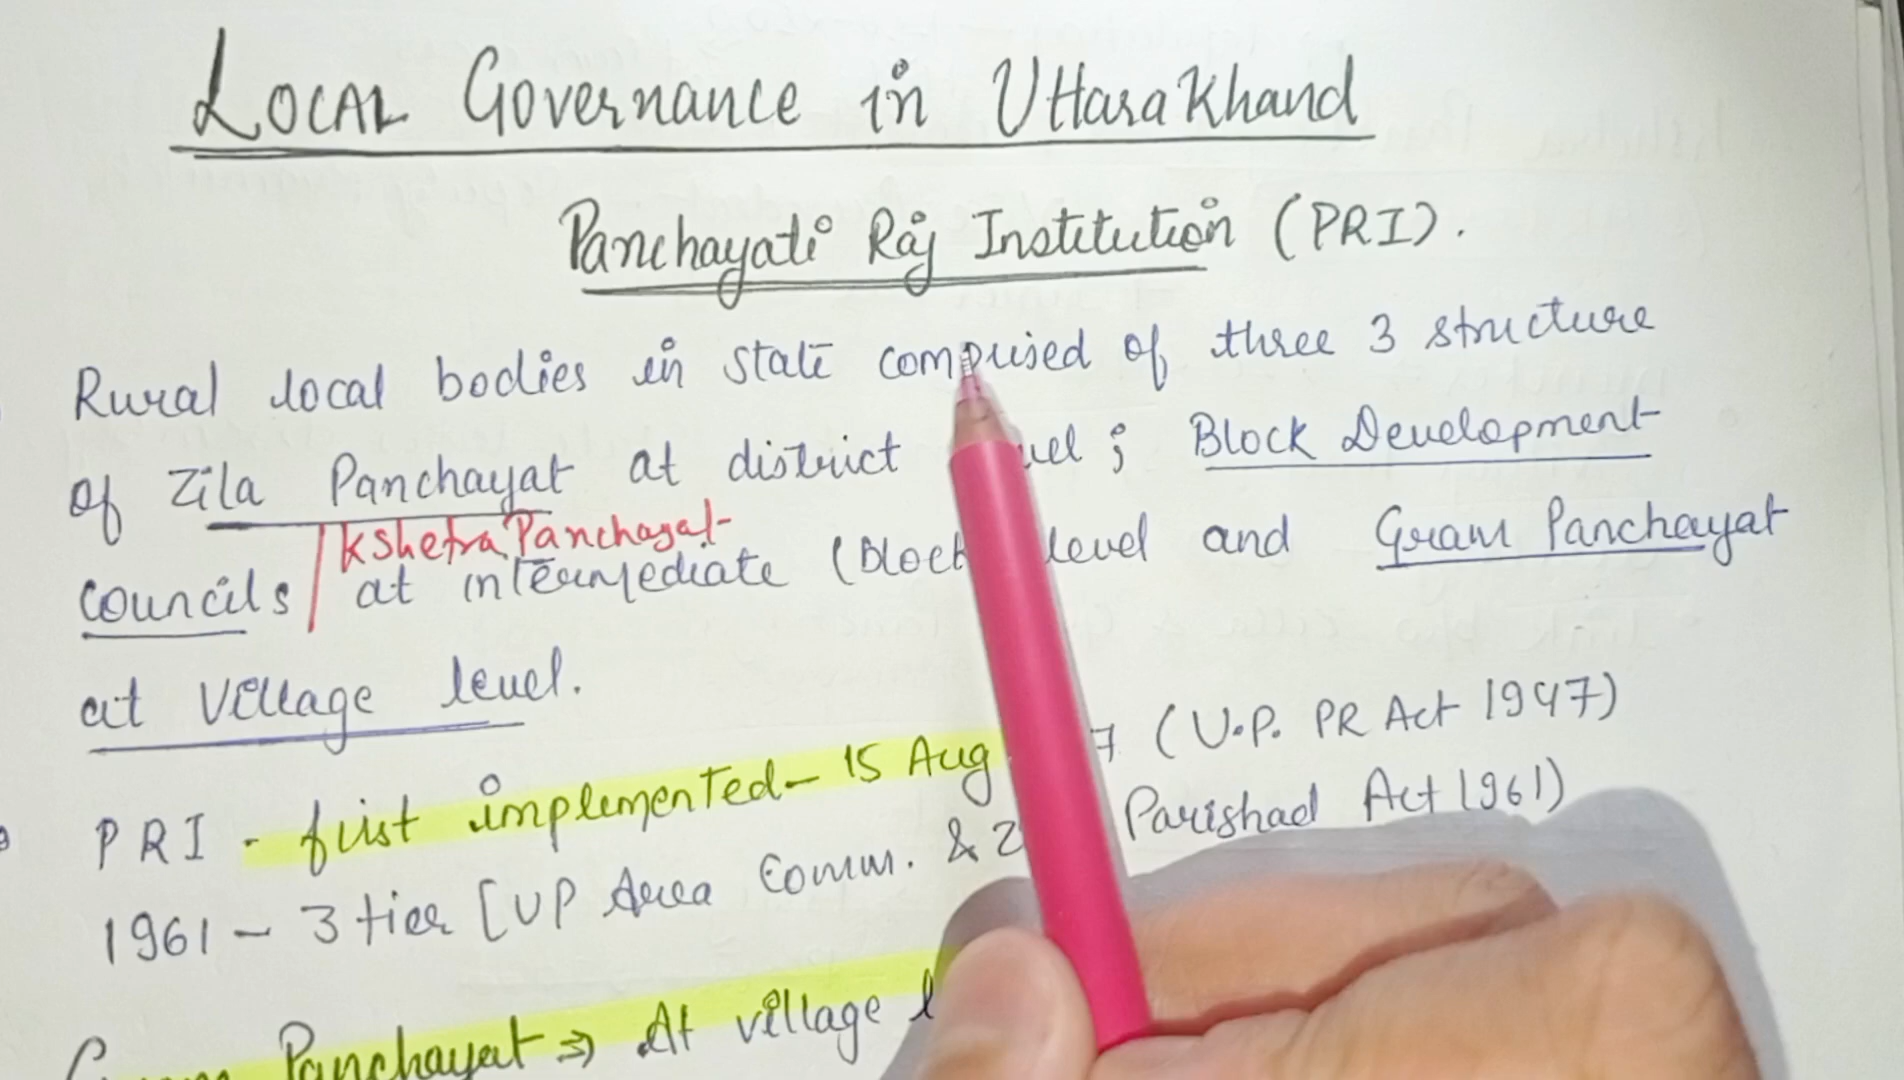 LOCAL Governance in Uttarakhand
Panchayati Raj Institution (PRI).
Rural local bodies in state comprised of three 3 structure
of Zila Panchayat at district ; Block Development
Kshetra Panchayat
Councils / at intermediate (Block level and Gram Panchayat
at village level.
PRI - first implemented - 15 Aug 7 (U.P. PR Act 1947)
1961 - 3 tier [UP Area Comm. & Z Parishad Act 1961)
Panchayat ⇒ At village